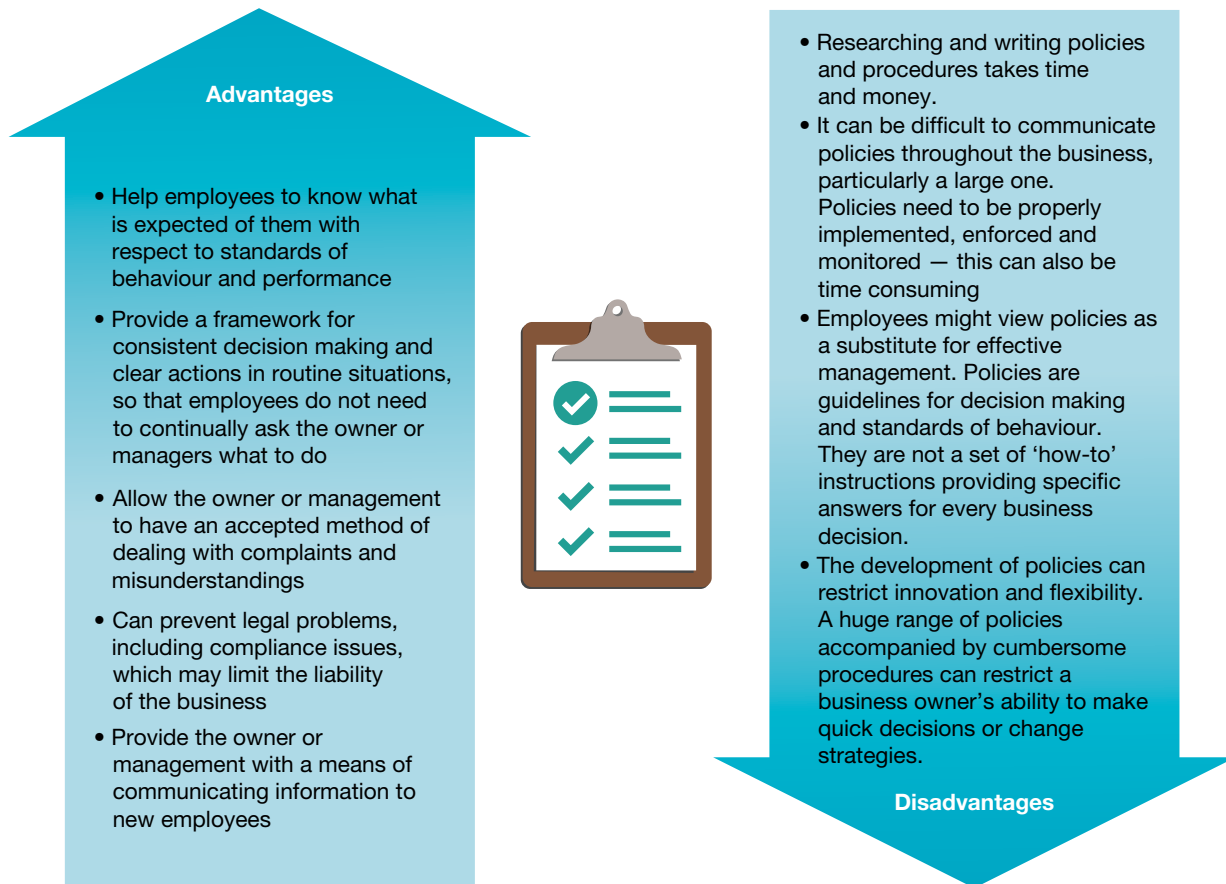 Advantages
• Help employees to know what
is expected of them with
respect to standards of
behaviour and performance
• Provide a framework for
consistent decision making and
clear actions in routine situations,
so that employees do not need
to continually ask the owner or
managers what to do
• Allow the owner or management
to have an accepted method of
dealing with complaints and
misunderstandings
• Can prevent legal problems,
including compliance issues,
which may limit the liability
of the business
• Provide the owner or
management with a means of
communicating information to
new employees
• Researching and writing policies
and procedures takes time
and money.
• It can be difficult to communicate
policies throughout the business,
particularly a large one.
Policies need to be properly
implemented, enforced and
monitored — this can also be
time consuming
• Employees might view policies as
a substitute for effective
management. Policies are
guidelines for decision making
and standards of behaviour.
They are not a set of ‘how-to’
instructions providing specific
answers for every business
decision.
• The development of policies can
restrict innovation and flexibility.
A huge range of policies
accompanied by cumbersome
procedures can restrict a
business owner’s ability to make
quick decisions or change
strategies.
Disadvantages